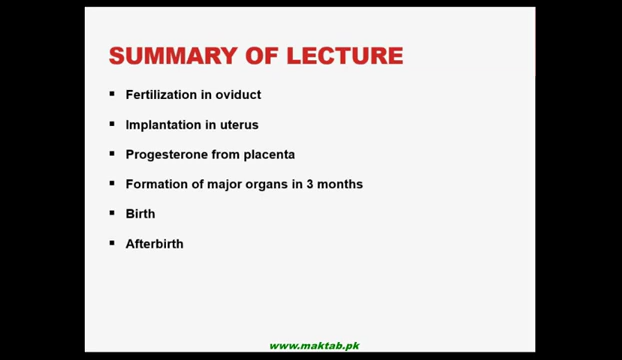 SUMMARY OF LECTURE
▪ Fertilization in oviduct
▪ Implantation in uterus
▪ Progesterone from placenta
▪ Formation of major organs in 3 months
▪ Birth
▪ Afterbirth
www.maktab.pk